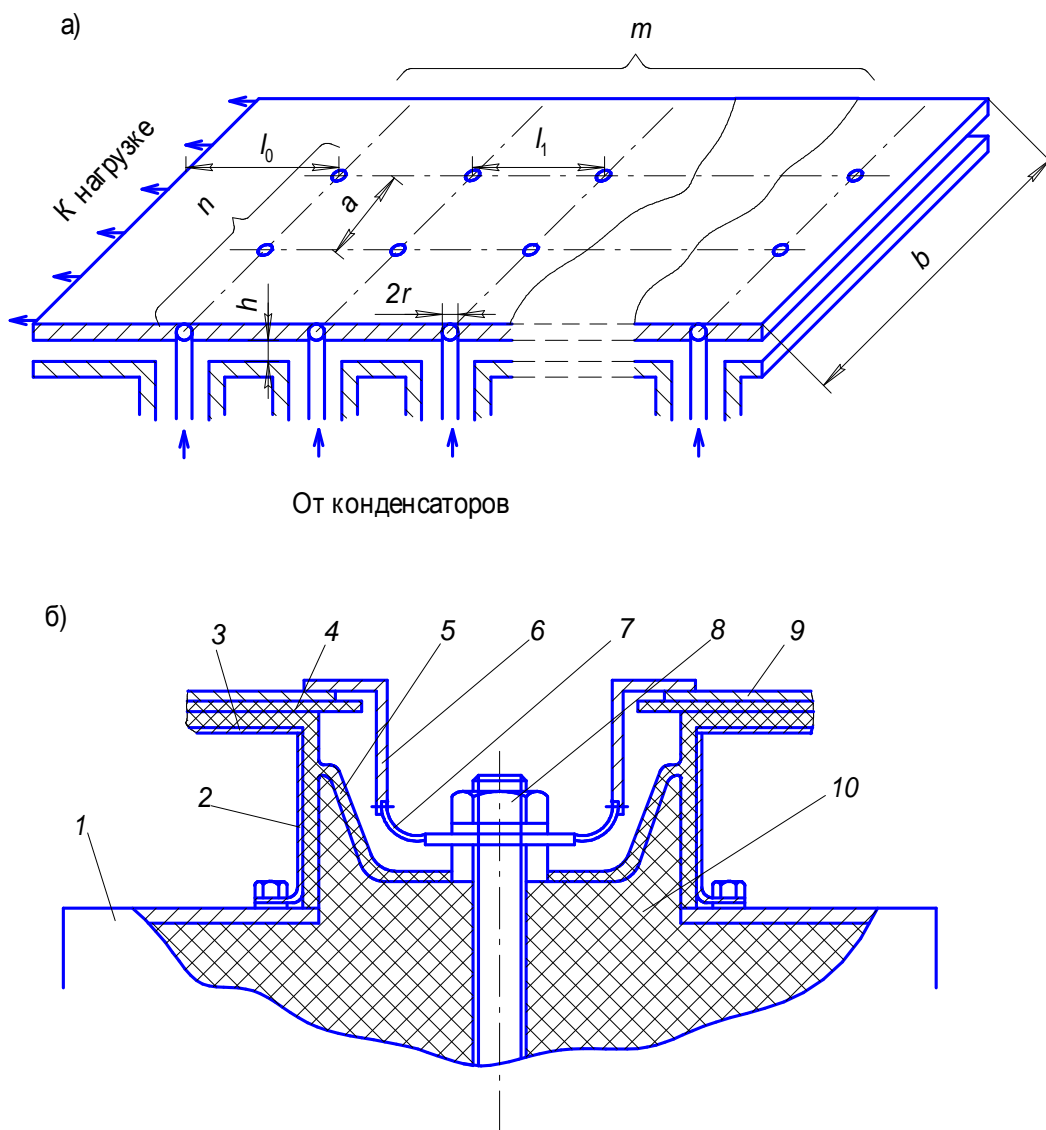 а)
m
К нагрузке
l₀
l₁
n
a
h
2r
b
От конденсаторов
б)
3 4 5 6 7 8 9
2
1
10